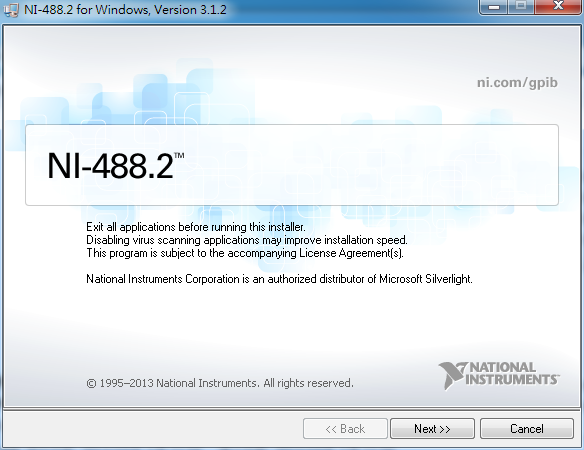 NI-488.2 for Windows, Version 3.1.2
ni.com/gpib
NI-488.2™
Exit all applications before running this installer.
Disabling virus scanning applications may improve installation speed.
This program is subject to the accompanying License Agreement(s).
National Instruments Corporation is an authorized distributor of Microsoft Silverlight.
© 1995–2013 National Instruments. All rights reserved.
NATIONAL
INSTRUMENTS™
<< Back
Next >>
Cancel